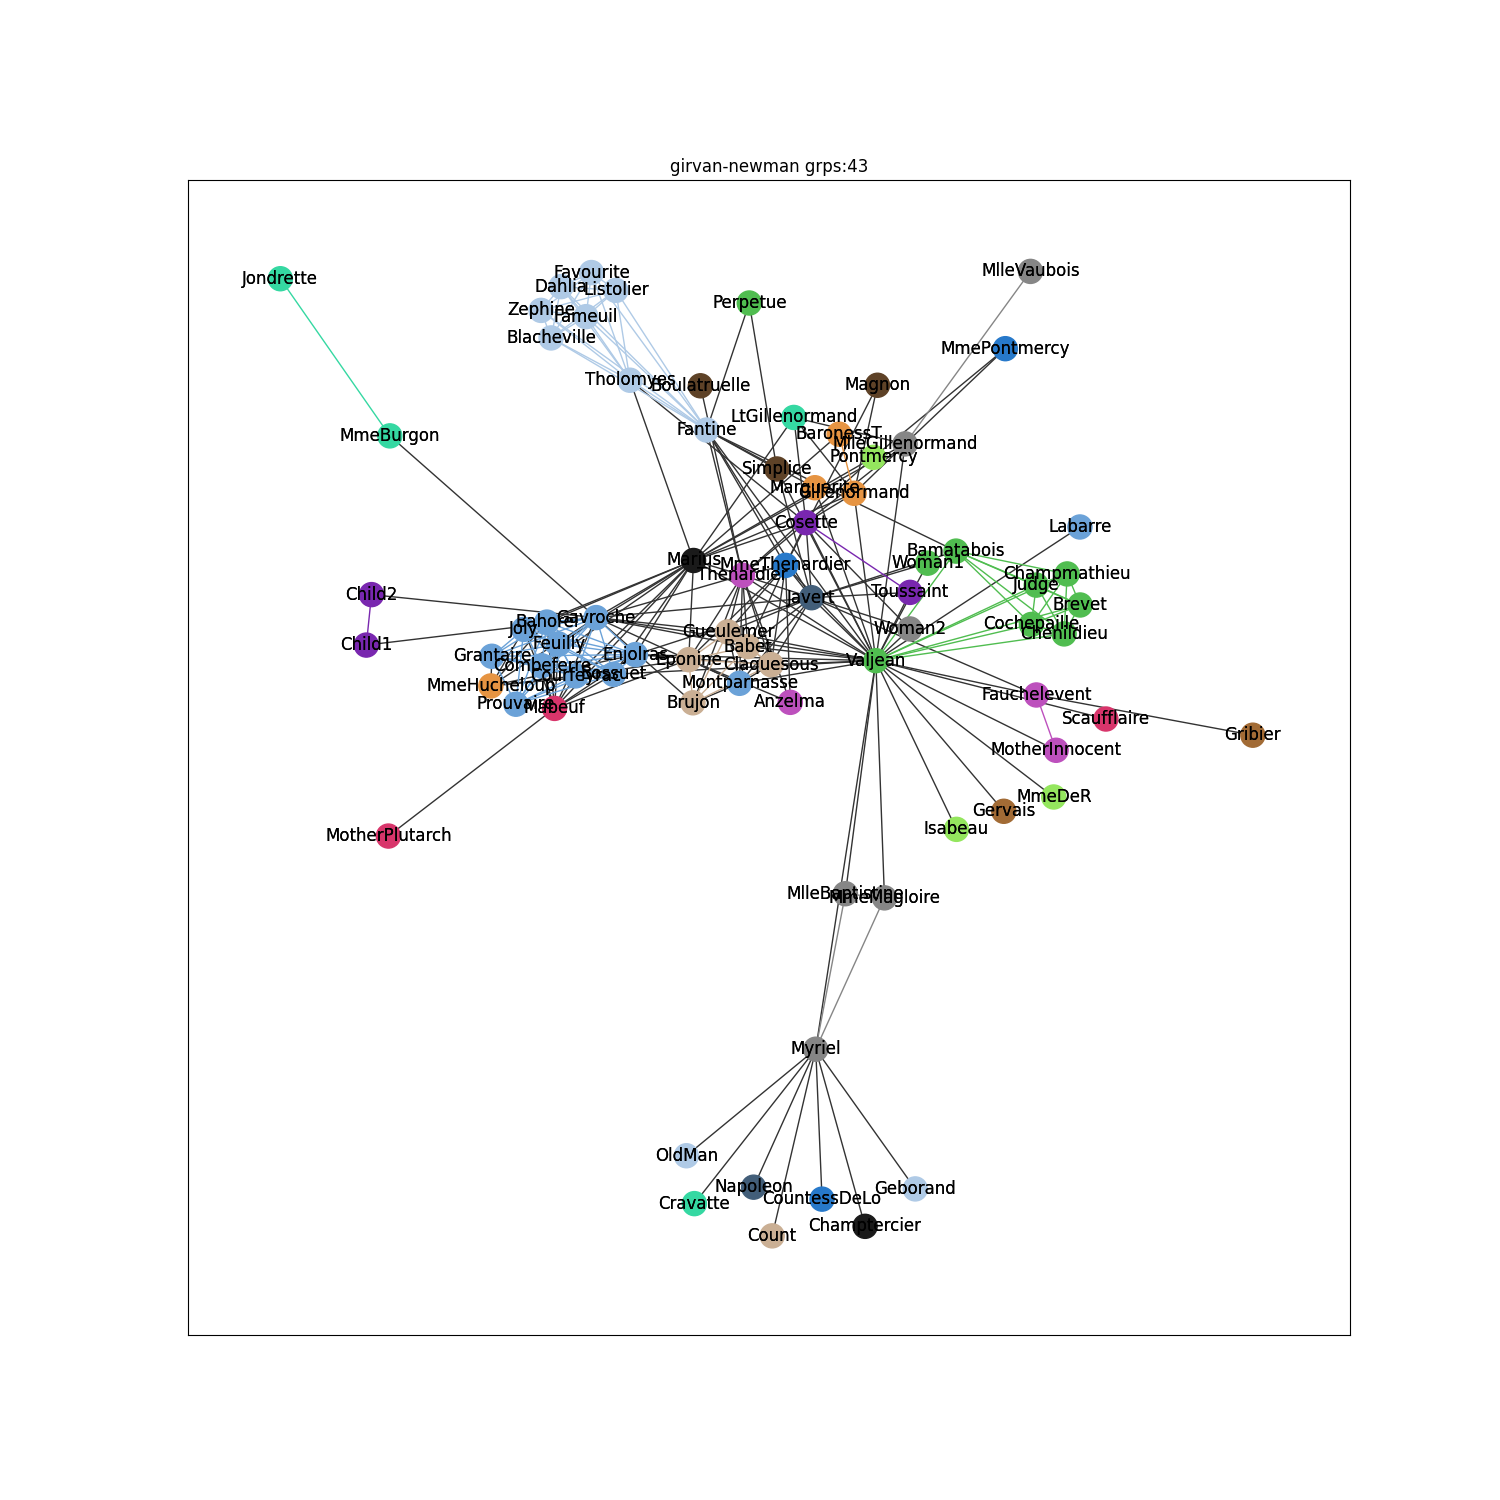 girvan-newman grps:43
Jondrette
Favourite
MlleVaubois
Dahlia
Listolier
Perpetue
Zephine
Fameuil
Blacheville
MmePontmercy
Tholomyes
Boulatruelle
Magnon
LtGillenormand
Fantine
BaronessT
MmeBurgon
MlleGillenormand
Pontmercy
Simplice
Marguerite
Gillenormand
Cosette
Labarre
Bamatabois
Marius
MmeThenardier
Woman1
Thenardier
Champmathieu
Judge
Child2
Javert
Toussaint
Brevet
Gavroche
Bahorel
Cochepaille
Joly
Gueulemer
Woman2
Chenildieu
Child1
Feuilly
Babet
Grantaire
Enjolras
Eponine
Valjean
Combeferre
Claquesous
Courfeyrac
Bossuet
MmeHucheloup
Montparnasse
Fauchelevent
Prouvaire
Mabeuf
Brujon
Anzelma
Scaufflaire
Gribier
MotherInnocent
MmeDeR
Gervais
Isabeau
MotherPlutarch
MlleBaptistine
MmeMagloire
Myriel
OldMan
Napoleon
Geborand
CountessDeLo
Cravatte
Champtercier
Count